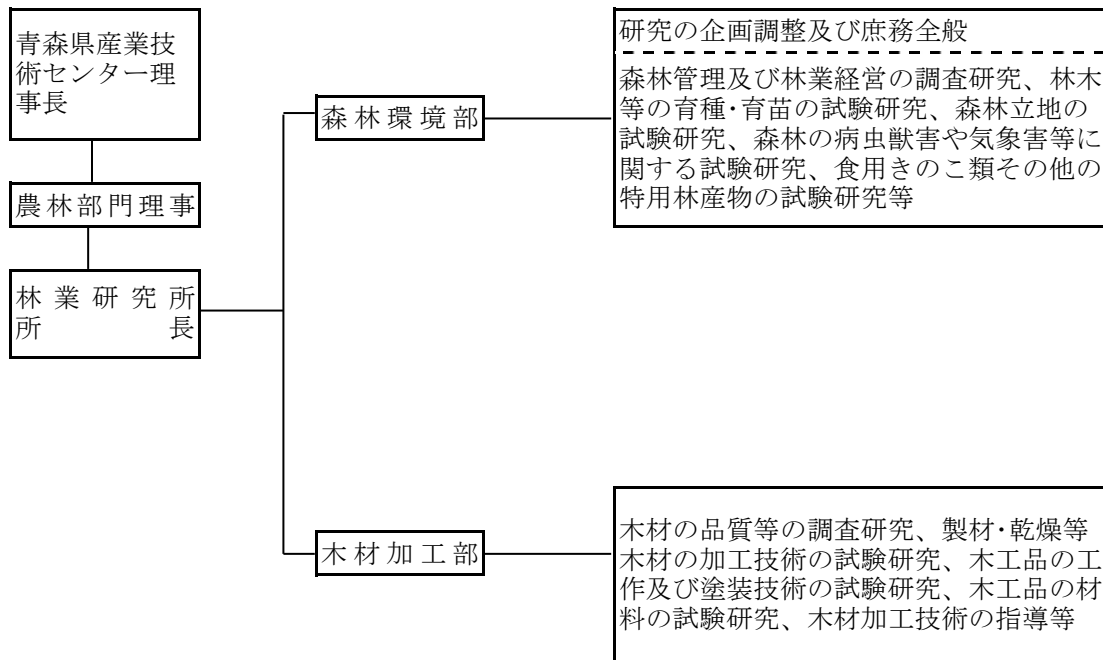 青森県産業技
術センター理
事長
農林部門理事
林業研究所
所長
森林環境部
研究の企画調整及び庶務全般
森林管理及び林業経営の調査研究、林木
等の育種・育苗の試験研究、森林立地の
試験研究、森林の病虫獣害や気象害等に
関する試験研究、食用きのこ類その他の
特用林産物の試験研究等
木材加工部
木材の品質等の調査研究、製材・乾燥等
木材の加工技術の試験研究、木工品の工
作及び塗装技術の試験研究、木工品の材
料の試験研究、木材加工技術の指導等